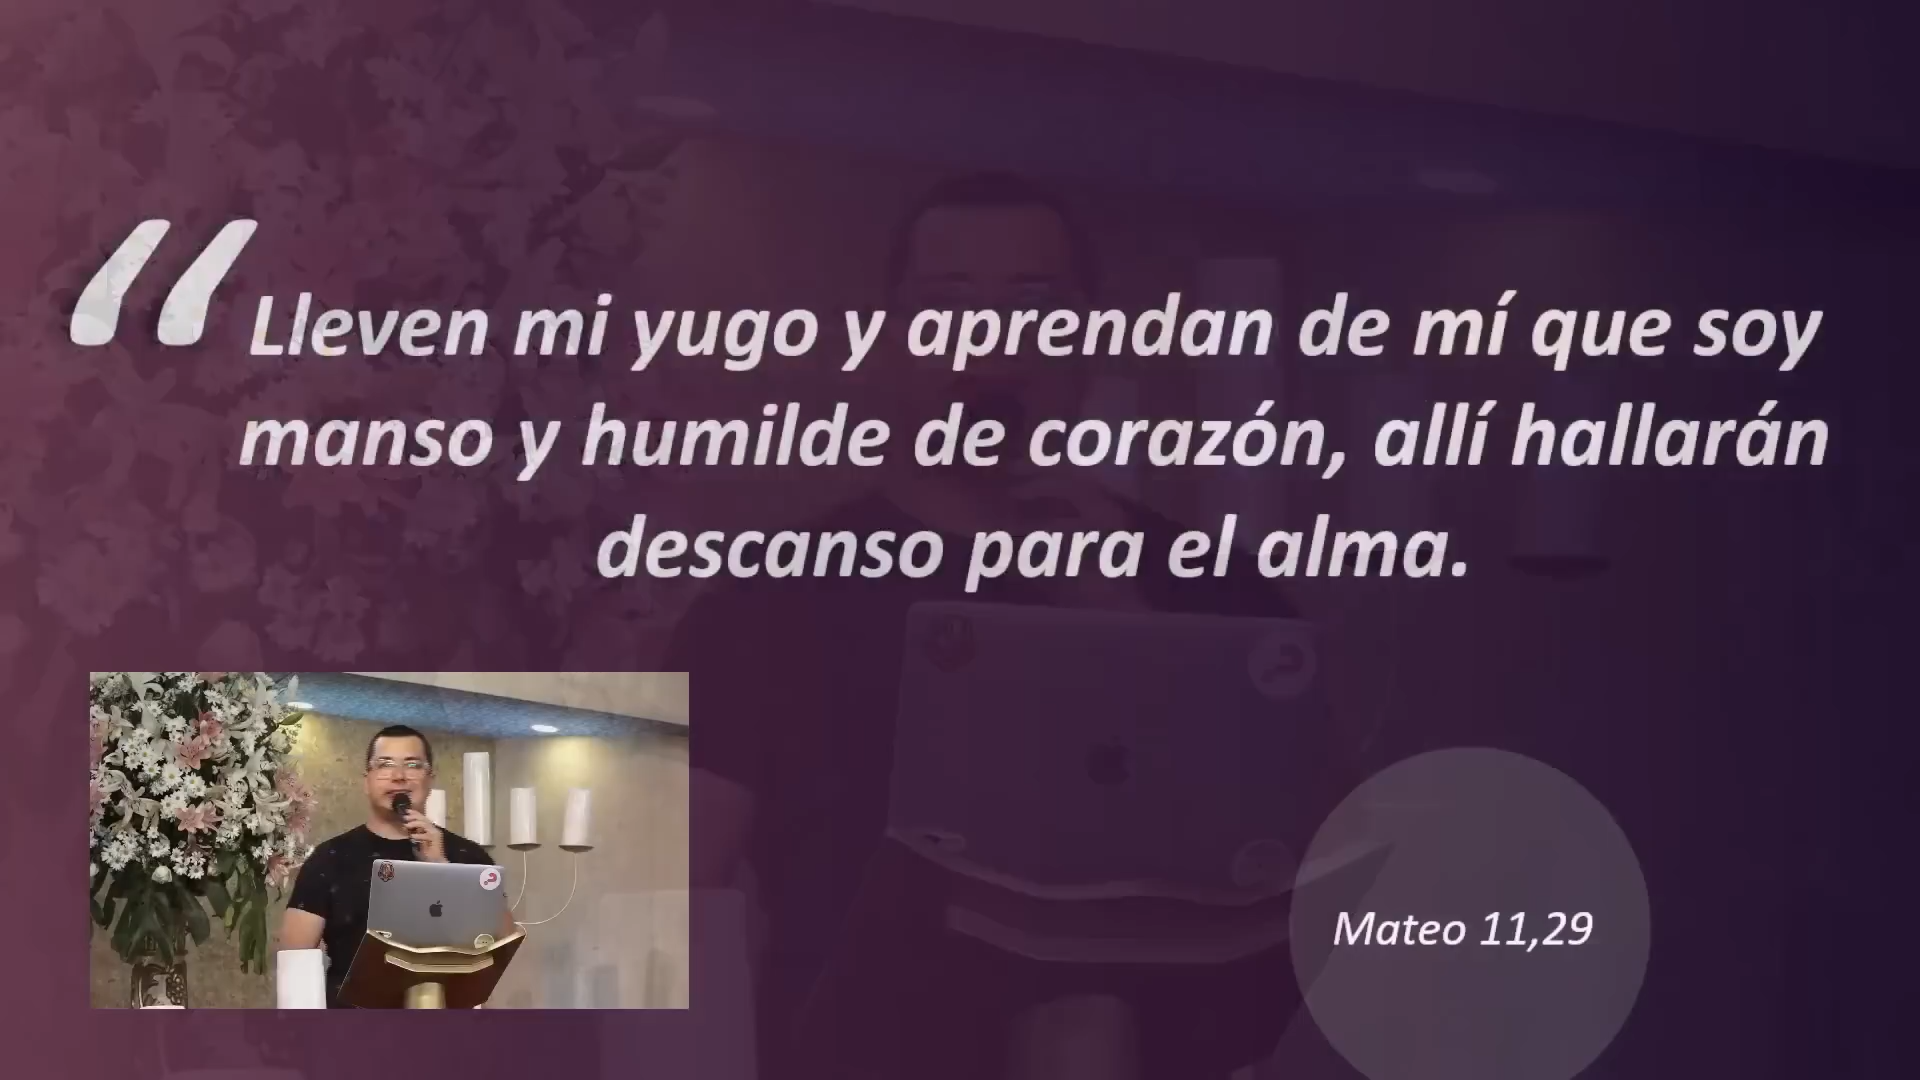 “Lleven mi yugo y aprendan de mí que soy
manso y humilde de corazón, allí hallarán
descanso para el alma.
Mateo 11,29